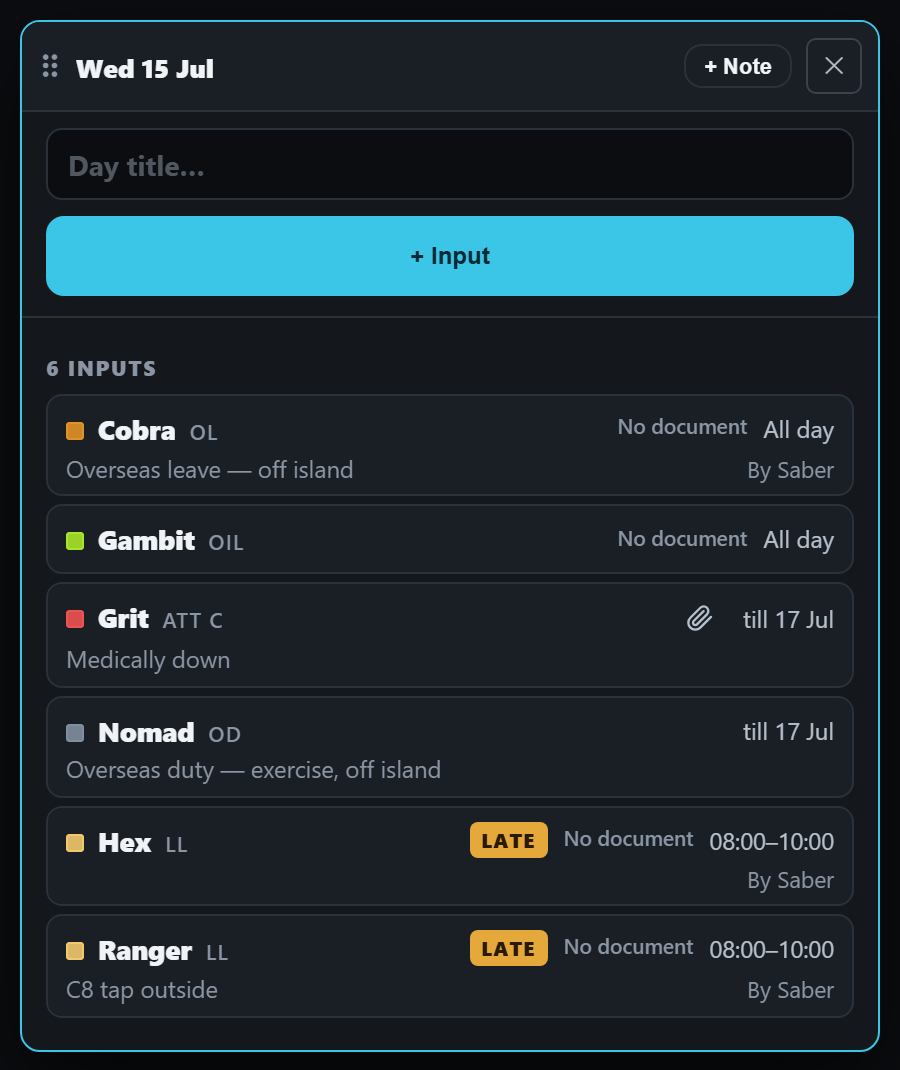 Wed 15 Jul + Note
Day title...
+ Input
6 INPUTS
Cobra OL No document All day
Overseas leave — off island By Saber
Gambit OIL No document All day
Grit ATT C till 17 Jul
Medically down
Nomad OD till 17 Jul
Overseas duty — exercise, off island
Hex LL LATE No document 08:00–10:00
By Saber
Ranger LL LATE No document 08:00–10:00
C8 tap outside By Saber